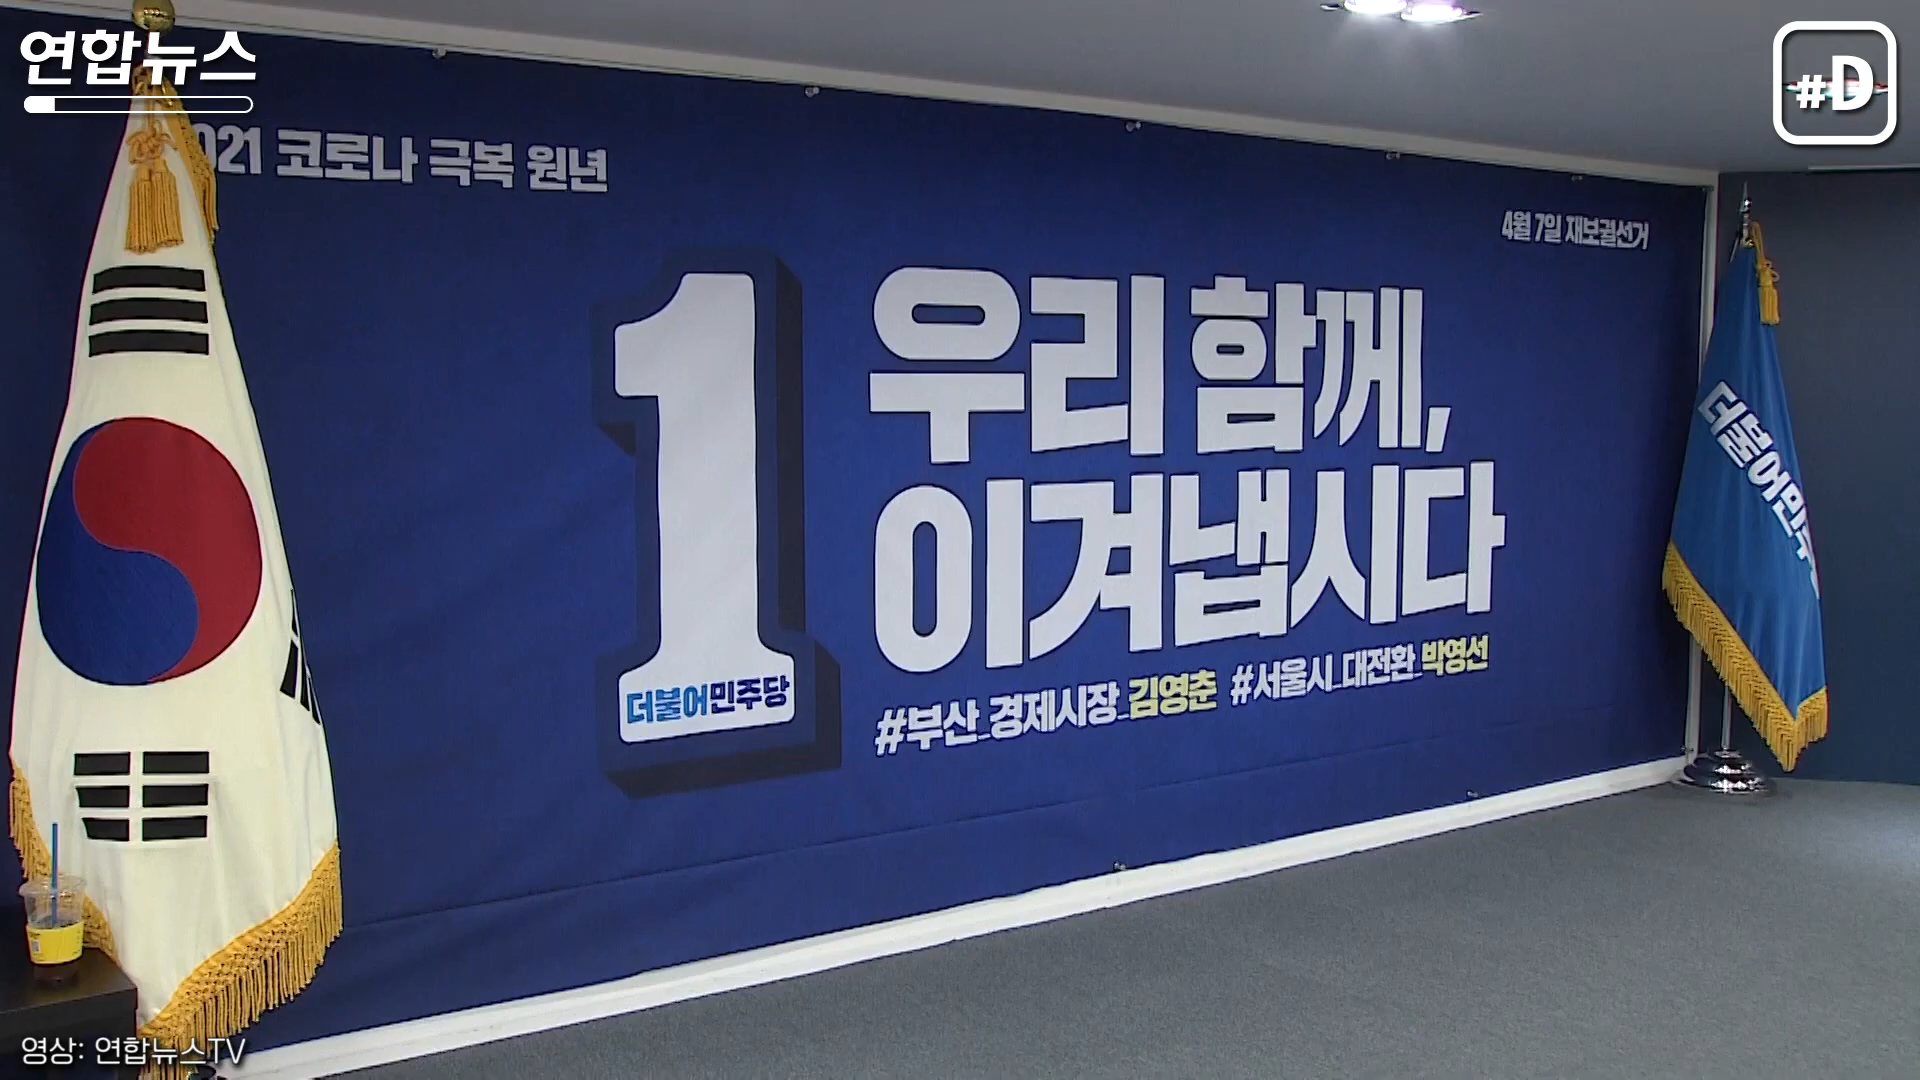 연합뉴스
#D
021 코로나 극복 원년
4월 7일 재보궐선거
1
우리 함께,
이겨냅시다
더불어민주당
#부산_경제시장_김영춘 #서울시_대전환_박영선
더불어민주
영상: 연합뉴스TV